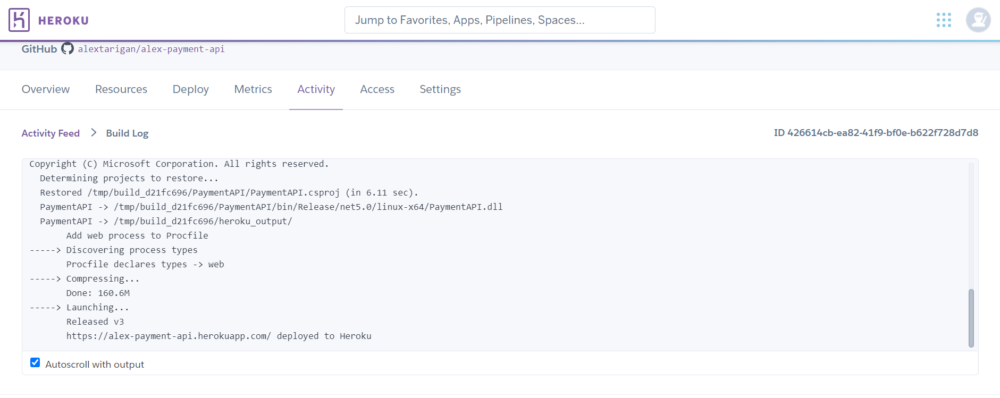 HEROKU
Jump to Favorites, Apps, Pipelines, Spaces...
GitHub alextarigan/alex-payment-api
Overview Resources Deploy Metrics Activity Access Settings
Activity Feed > Build Log
ID 426614cb-ea82-41f9-bf0e-b622f728d7d8
Copyright (C) Microsoft Corporation. All rights reserved.
Determining projects to restore...
Restored /tmp/build_d21fc696/PaymentAPI/PaymentAPI.csproj (in 6.11 sec).
PaymentAPI -> /tmp/build_d21fc696/PaymentAPI/bin/Release/net5.0/linux-x64/PaymentAPI.dll
PaymentAPI -> /tmp/build_d21fc696/heroku_output/
Add web process to Procfile
-----> Discovering process types
Procfile declares types -> web
-----> Compressing...
Done: 160.6M
-----> Launching...
Released v3
https://alex-payment-api.herokuapp.com/ deployed to Heroku
Autoscroll with output